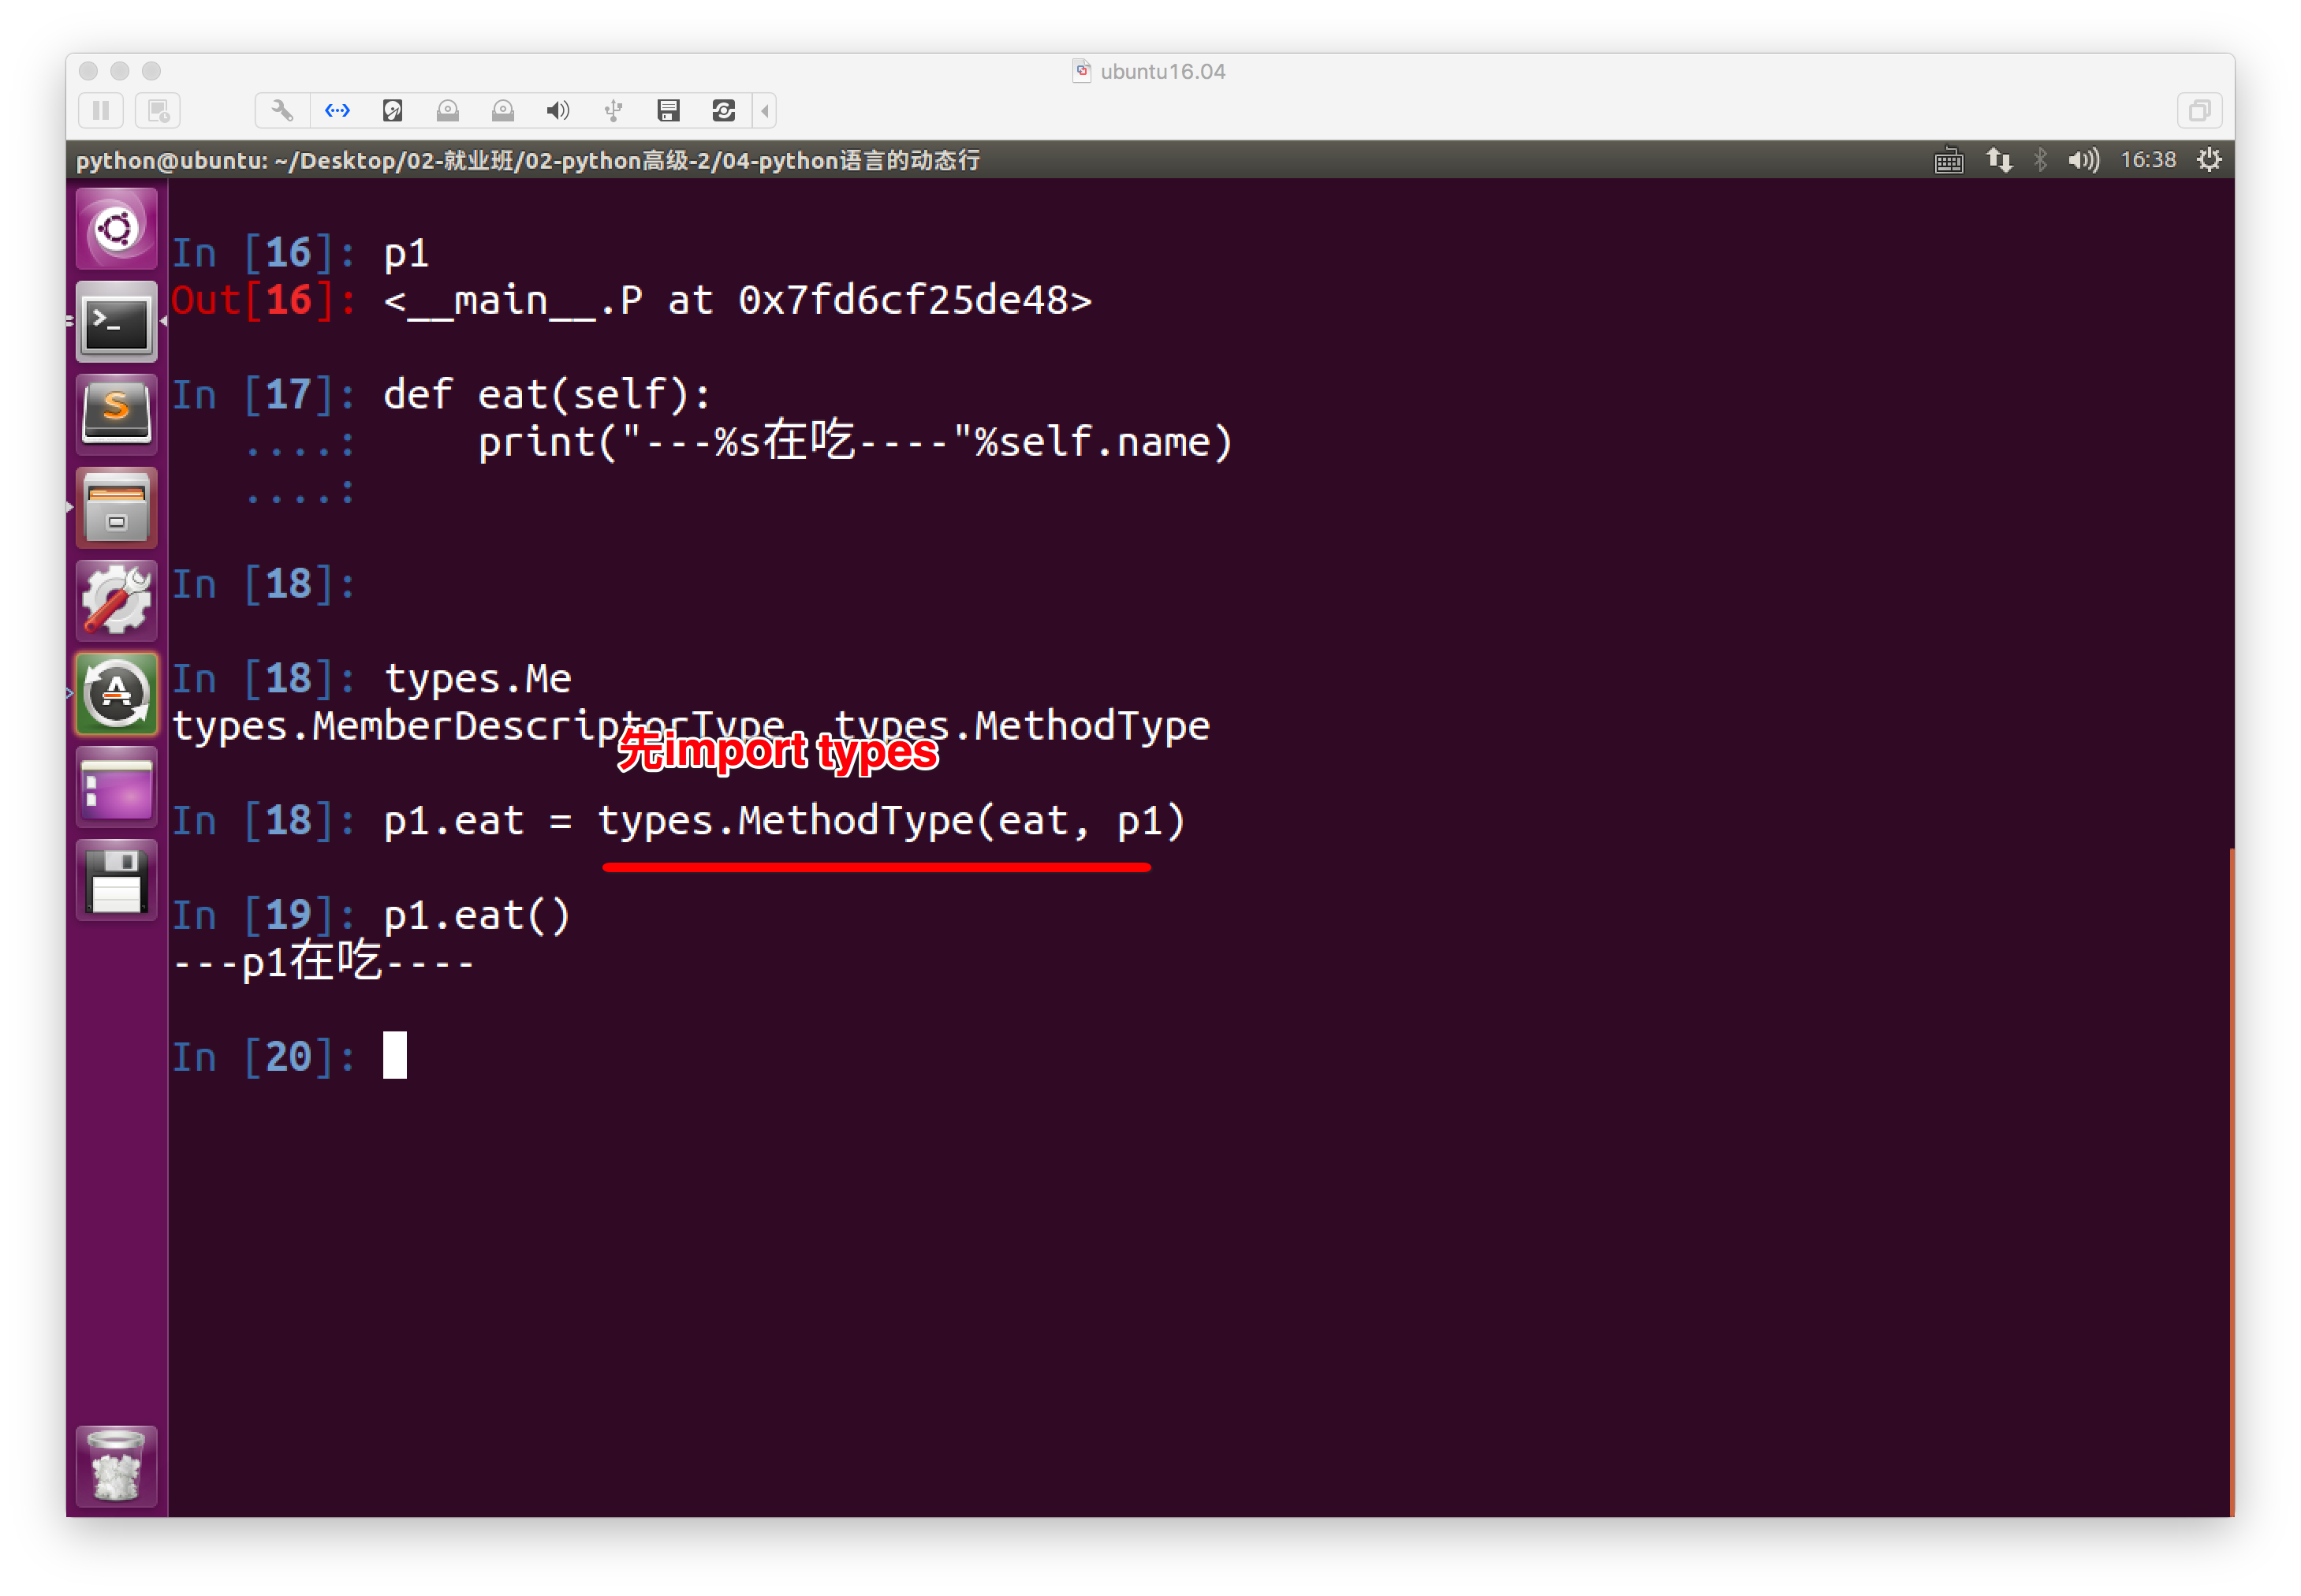 ubuntu16.04
python@ubuntu: ~/Desktop/02-就业班/02-python高级-2/04-python语言的动态行
16:38
In [16]: p1
Out[16]: <__main__.P at 0x7fd6cf25de48>
In [17]: def eat(self):
....:     print("---%s在吃----"%self.name)
....:
In [18]:
In [18]: types.Me
types.MemberDescriptorType  types.MethodType
先import types
In [18]: p1.eat = types.MethodType(eat, p1)
In [19]: p1.eat()
---p1在吃----
In [20]: